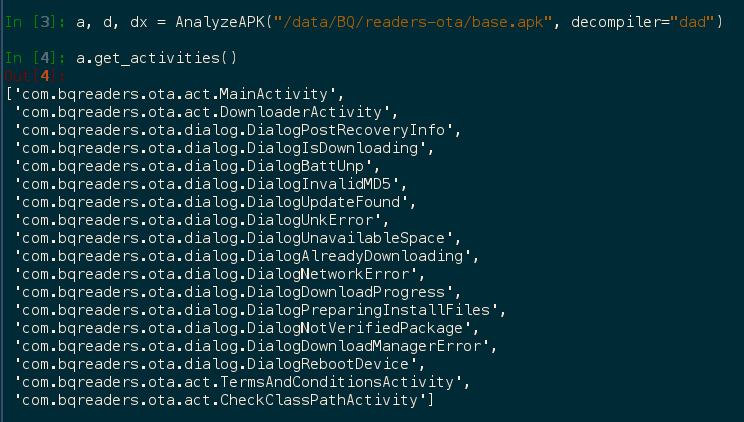 In [3]: a, d, dx = AnalyzeAPK("/data/BQ/readers-ota/base.apk", decompiler="dad")
In [4]: a.get_activities()
Out[4]:
['com.bqreaders.ota.act.MainActivity',
 'com.bqreaders.ota.act.DownloaderActivity',
 'com.bqreaders.ota.dialog.DialogPostRecoveryInfo',
 'com.bqreaders.ota.dialog.DialogIsDownloading',
 'com.bqreaders.ota.dialog.DialogBattUnp',
 'com.bqreaders.ota.dialog.DialogInvalidMD5',
 'com.bqreaders.ota.dialog.DialogUpdateFound',
 'com.bqreaders.ota.dialog.DialogUnkError',
 'com.bqreaders.ota.dialog.DialogUnavailableSpace',
 'com.bqreaders.ota.dialog.DialogAlreadyDownloading',
 'com.bqreaders.ota.dialog.DialogNetworkError',
 'com.bqreaders.ota.dialog.DialogDownloadProgress',
 'com.bqreaders.ota.dialog.DialogPreparingInstallFiles',
 'com.bqreaders.ota.dialog.DialogNotVerifiedPackage',
 'com.bqreaders.ota.dialog.DialogDownloadManagerError',
 'com.bqreaders.ota.dialog.DialogRebootDevice',
 'com.bqreaders.ota.act.TermsAndConditionsActivity',
 'com.bqreaders.ota.act.CheckClassPathActivity']